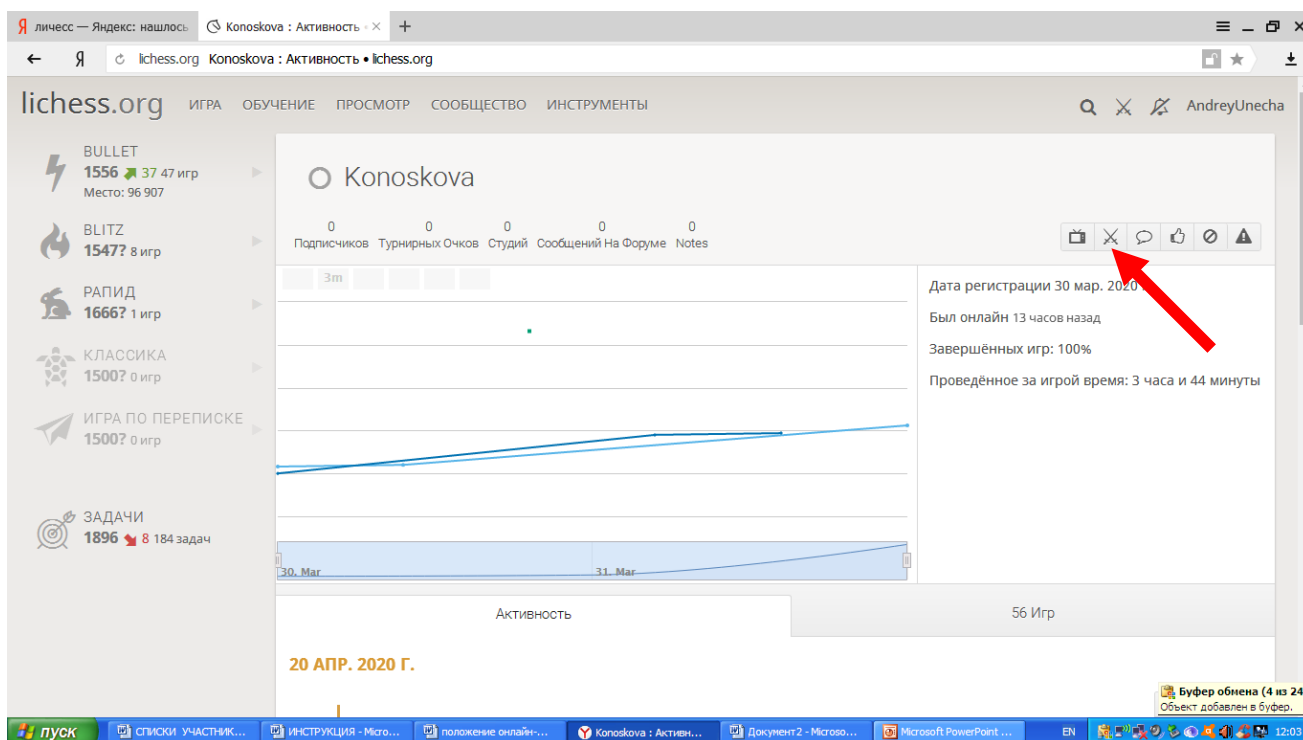 Я личесс — Яндекс: нашлось
Konoskova : Активность •
Я lichess.org Konoskova : Активность • lichess.org
lichess.org ИГРА ОБУЧЕНИЕ ПРОСМОТР СООБЩЕСТВО ИНСТРУМЕНТЫ AndreyUnecha
BULLET
1556 37 47 игр
Место: 96 907
BLITZ
1547? 8 игр
РАПИД
1666? 1 игр
КЛАССИКА
1500? 0 игр
ИГРА ПО ПЕРЕПИСКЕ
1500? 0 игр
ЗАДАЧИ
1896 8 184 задач
Konoskova
0 0 0 0 0
Подписчиков Турнирных Очков Студий Сообщений На Форуме Notes
3m
30. Mar 31. Mar
Дата регистрации 30 мар. 2020
Был онлайн 13 часов назад
Завершённых игр: 100%
Проведённое за игрой время: 3 часа и 44 минуты
Активность
56 Игр
20 АПР. 2020 Г.
Буфер обмена (4 из 24
Объект добавлен в буфер.
пуск
СПИСКИ УЧАСТНИК...
ИНСТРУКЦИЯ - Micro...
положение онлайн-...
Konoskova : Активн...
Документ2 - Microso...
Microsoft PowerPoint ...
EN
12:03